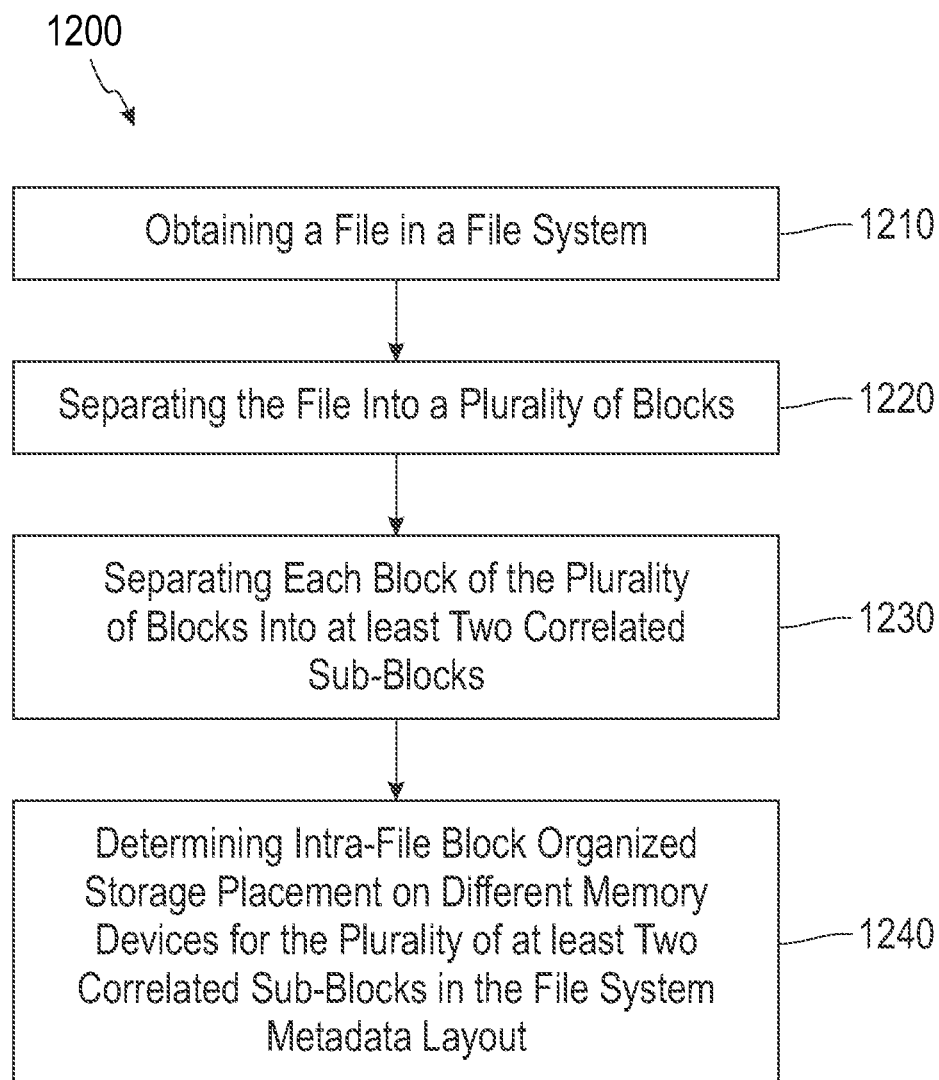 1200
Obtaining a File in a File System
1210
Separating the File Into a Plurality of Blocks
1220
Separating Each Block of the Plurality
of Blocks Into at least Two Correlated
Sub-Blocks
1230
Determining Intra-File Block Organized
Storage Placement on Different Memory
Devices for the Plurality of at least Two
Correlated Sub-Blocks in the File System
Metadata Layout
1240